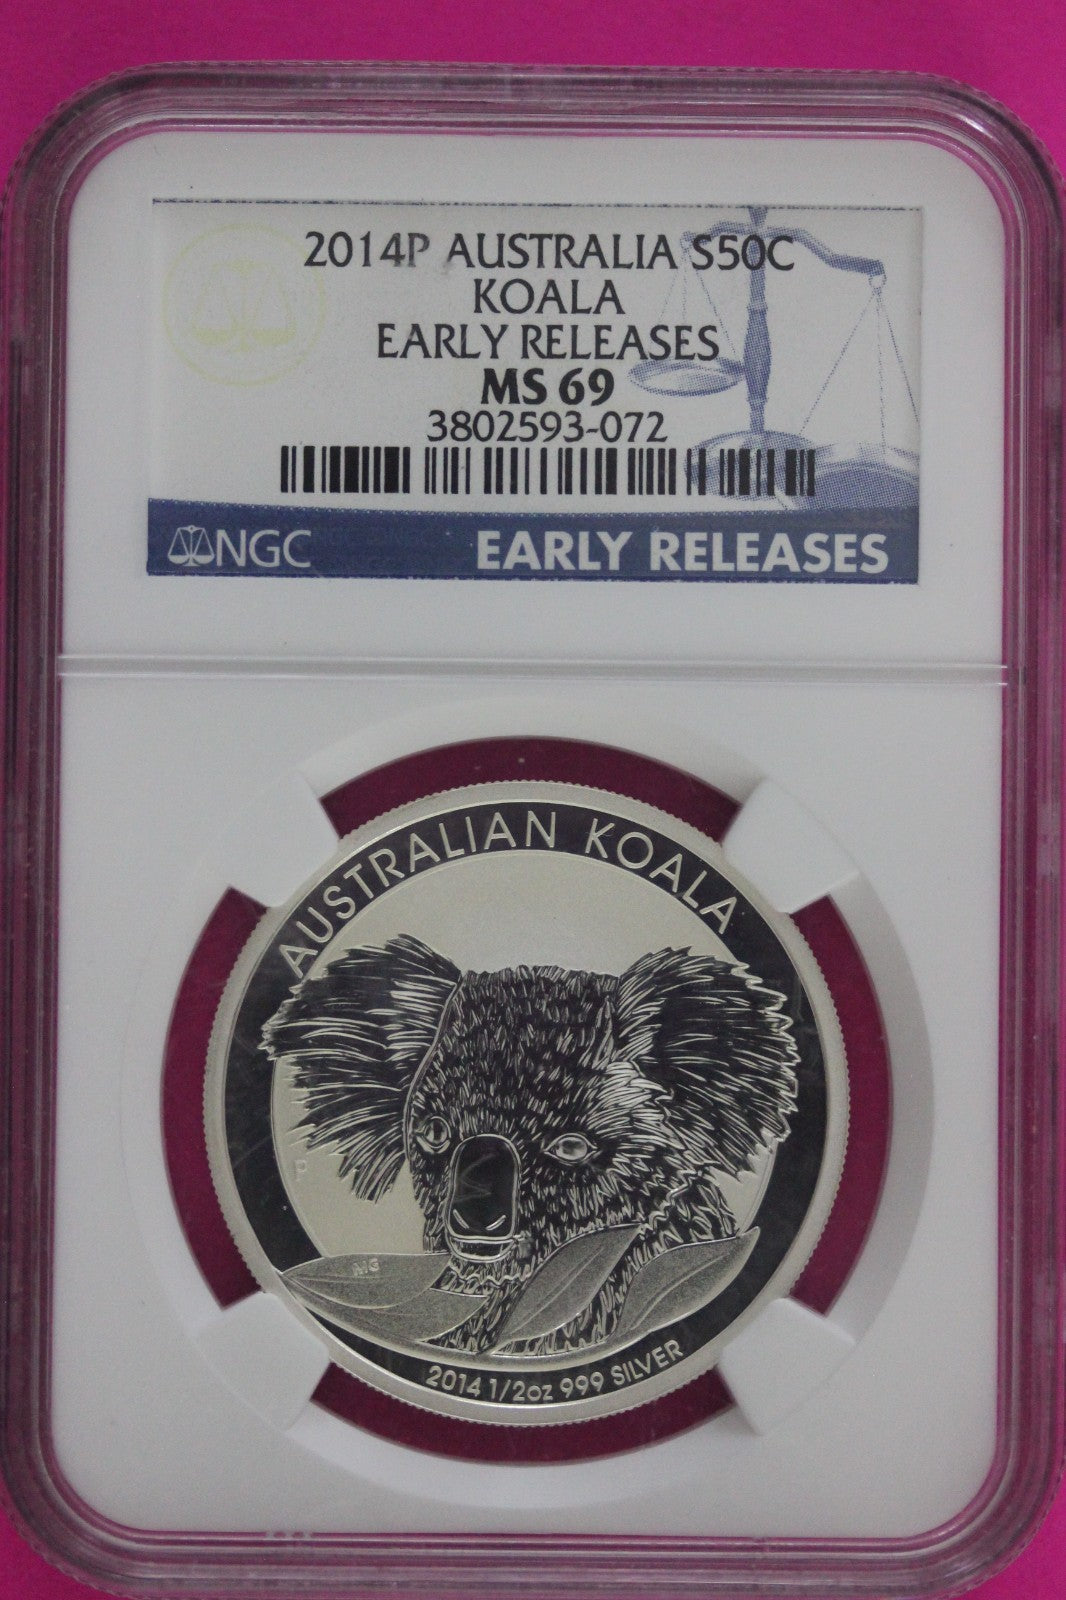 2014P AUSTRALIA S50C
KOALA
EARLY RELEASES
MS 69
3802593-072
NGC EARLY RELEASES
AUSTRALIAN KOALA
P
MG
2014 1/2oz 999 SILVER